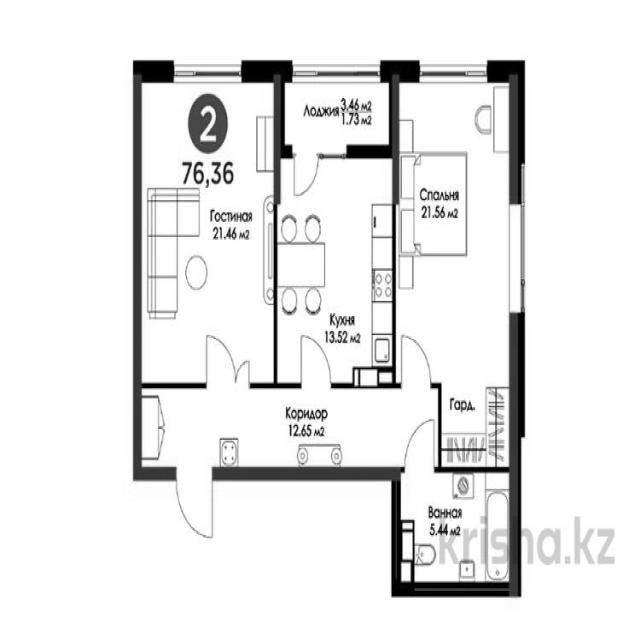 2
76,36
Гостиная
21.46 м2
Лоджия 3.46 м2
1.73 м2
Спальня
21.56 м2
Кухня
13.52 м2
Гард.
Коридор
12.65 м2
Ванная
5.44 м2
krisha.kz